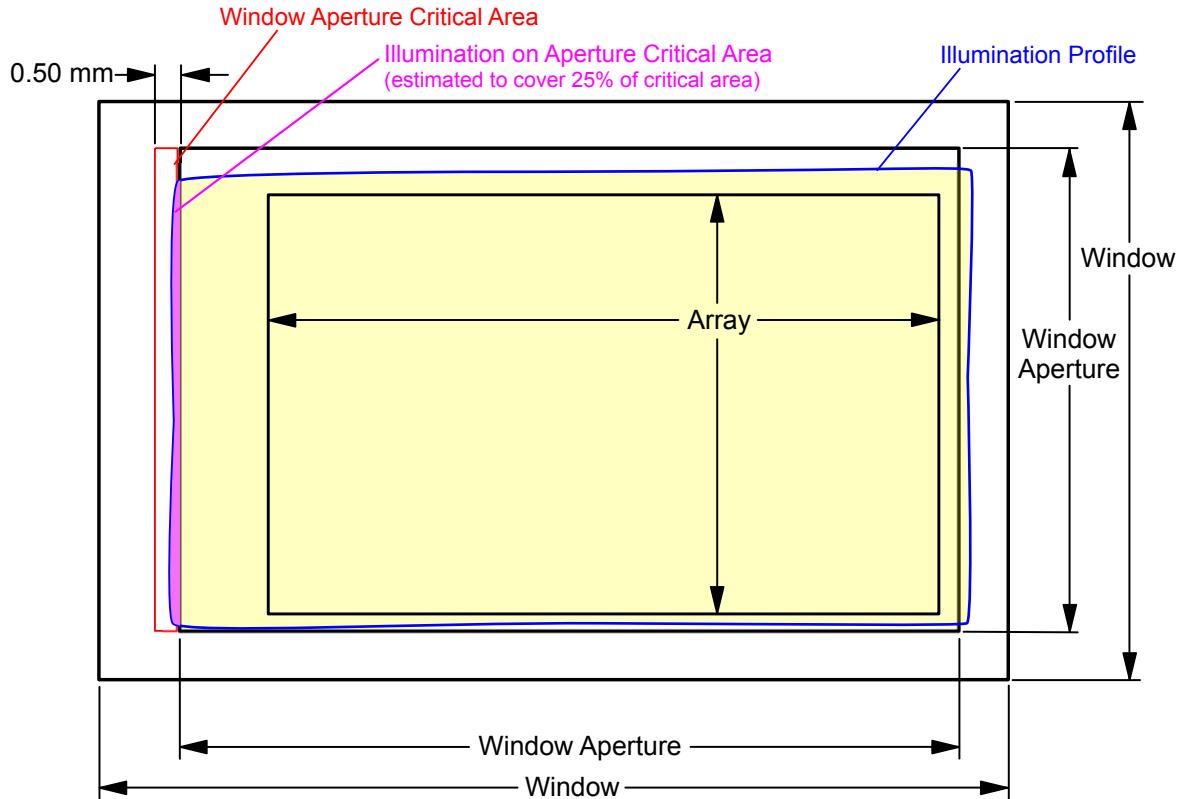 Window Aperture Critical Area
Illumination on Aperture Critical Area
(estimated to cover 25% of critical area)
Illumination Profile
0.50 mm
Window
Array
Window
Aperture
Window Aperture
Window